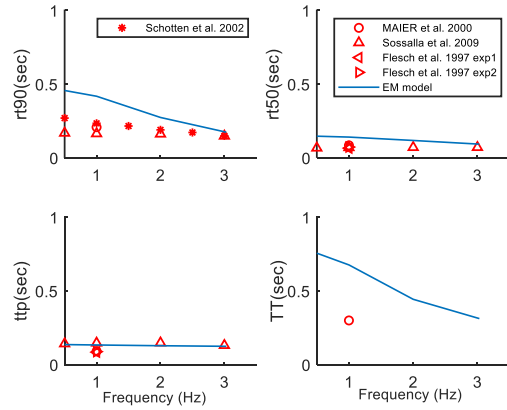 1
Schotten et al. 2002
rt90(sec)
0.5
0
1
2
3
1
MAIER et al. 2000
Sossalla et al. 2009
Flesch et al. 1997 exp1
Flesch et al. 1997 exp2
EM model
rt50(sec)
0.5
0
1
2
3
1
ttp(sec)
0.5
0
1
2
3
Frequency (Hz)
1
TT(sec)
0.5
0
1
2
3
Frequency (Hz)